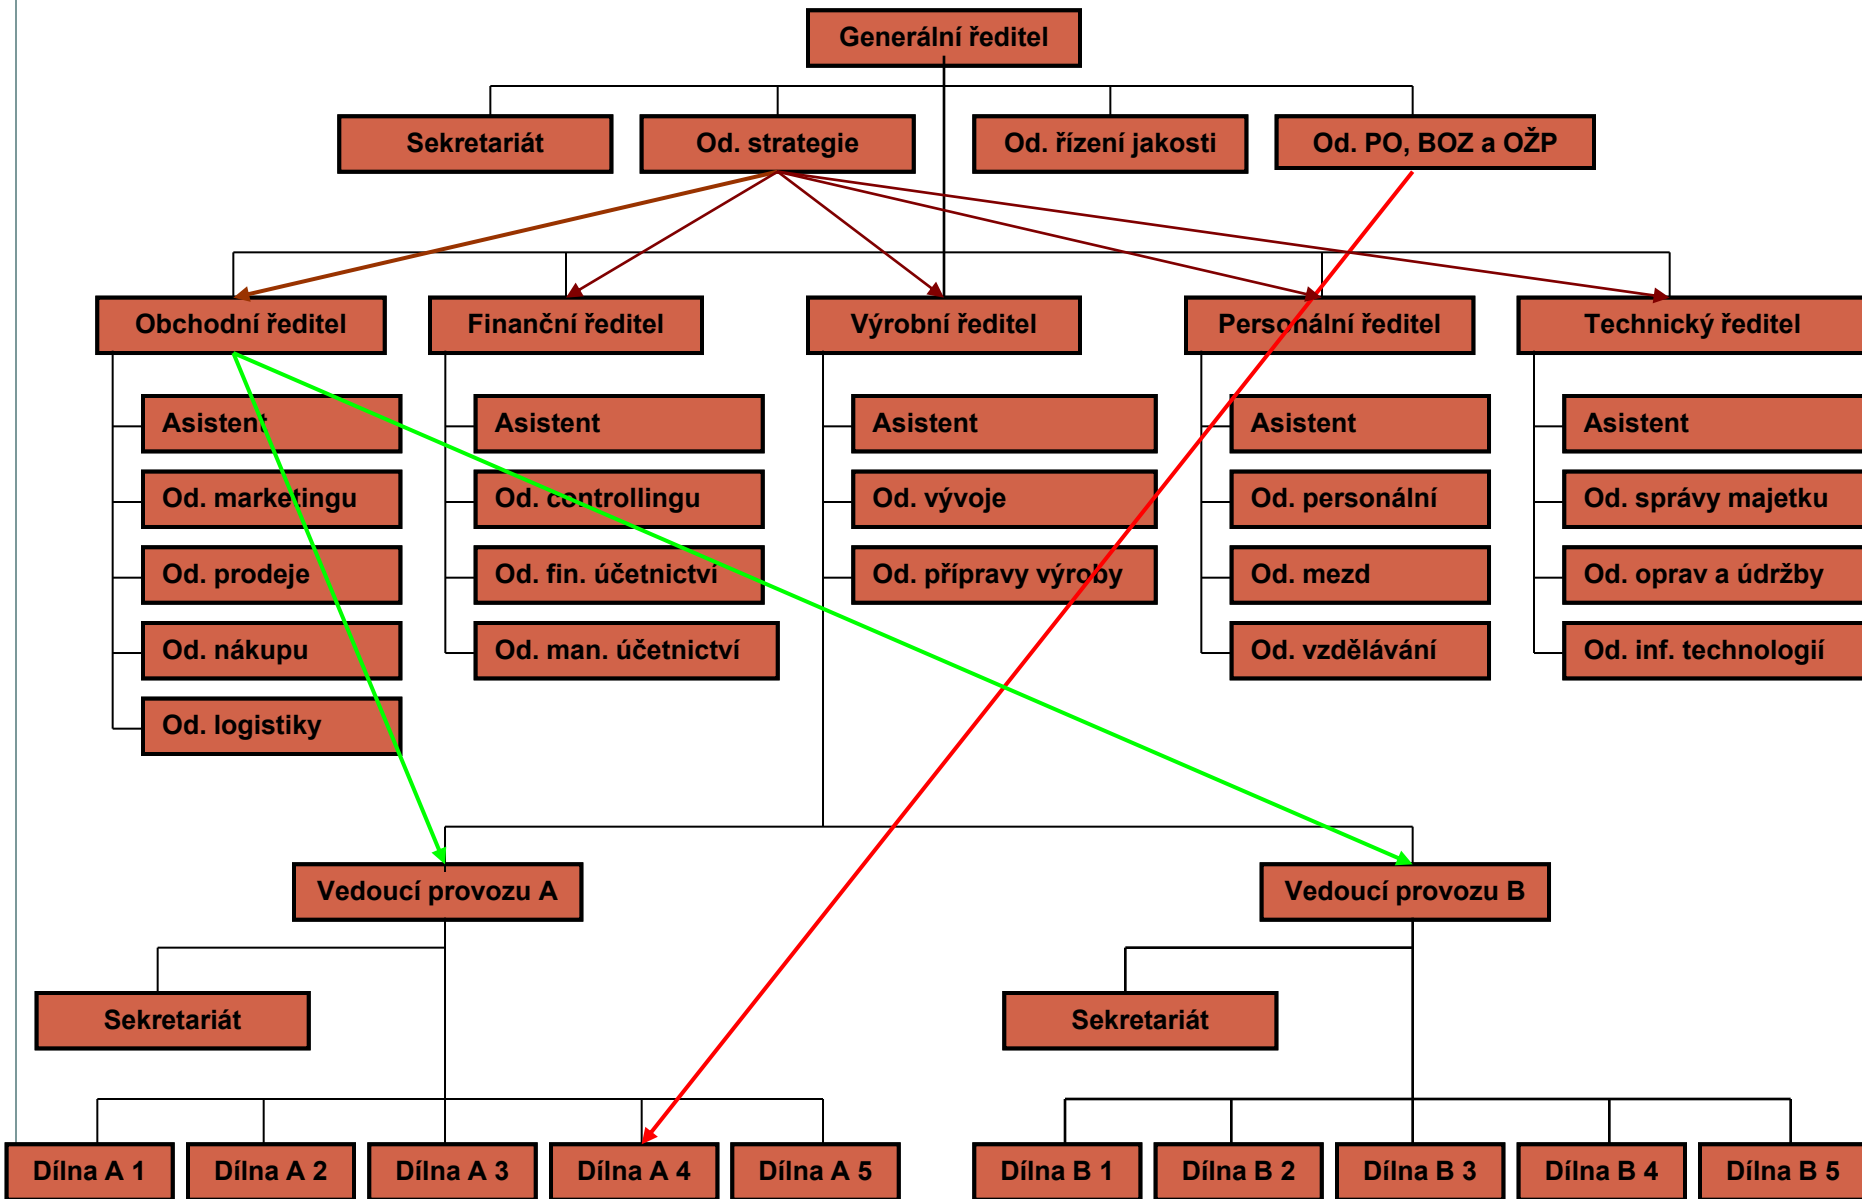 Generální ředitel
Sekretariát
Od. strategie
Od. řízení jakosti
Od. PO, BOZ a OŽP
Obchodní ředitel
Finanční ředitel
Výrobní ředitel
Personální ředitel
Technický ředitel
Asistent
Od. marketingu
Od. prodeje
Od. nákupu
Od. logistiky
Asistent
Od. controllingu
Od. fin. účetnictví
Od. man. účetnictví
Asistent
Od. vývoje
Od. přípravy výroby
Asistent
Od. personální
Od. mezd
Od. vzdělávání
Asistent
Od. správy majetku
Od. oprav a údržby
Od. inf. technologií
Vedoucí provozu A
Vedoucí provozu B
Sekretariát
Sekretariát
Dílna A 1
Dílna A 2
Dílna A 3
Dílna A 4
Dílna A 5
Dílna B 1
Dílna B 2
Dílna B 3
Dílna B 4
Dílna B 5